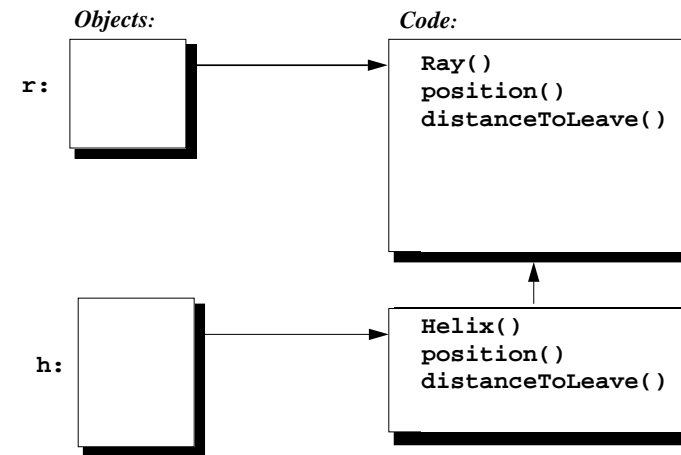 Objects:
Code:
r:
Ray()
position()
distanceToLeave()
h:
Helix()
position()
distanceToLeave()